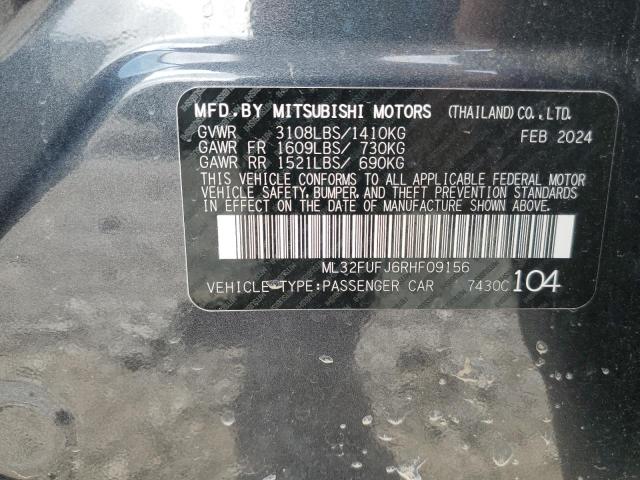 MFD.BY MITSUBISHI MOTORS (THAILAND)CO.,LTD.
GVWR 3108LBS/1410KG FEB 2024
GAWR FR 1609LBS/ 730KG
GAWR RR 1521LBS/ 690KG
THIS VEHICLE CONFORMS TO ALL APPLICABLE FEDERAL MOTOR
VEHICLE SAFETY, BUMPER, AND THEFT PREVENTION STANDARDS
IN EFFECT ON THE DATE OF MANUFACTURE SHOWN ABOVE.
ML32FUFJ6RHF09156
VEHICLE-TYPE:PASSENGER CAR 7430C 104